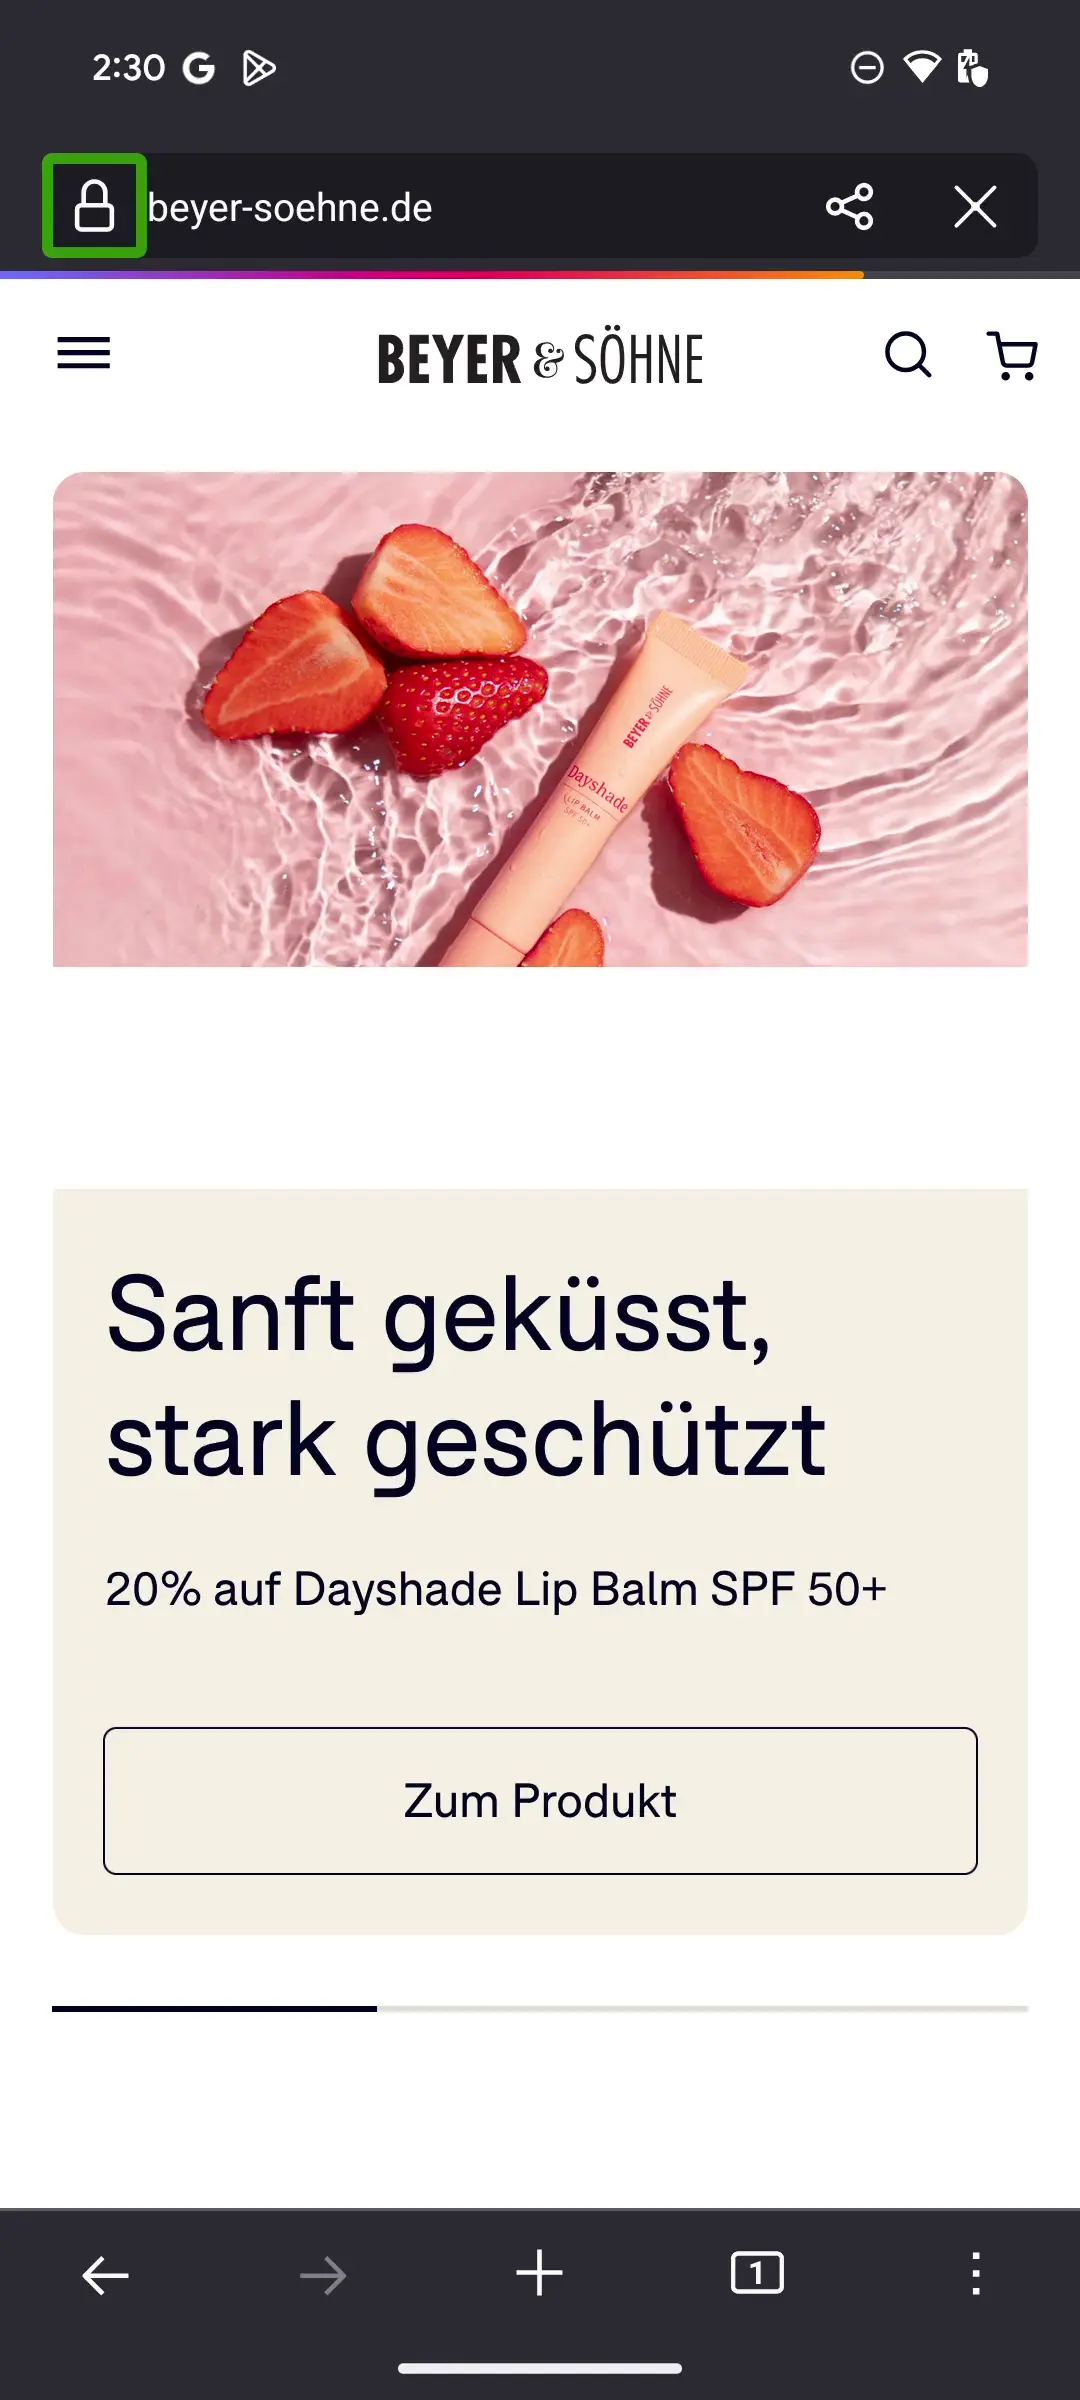 2:30
beyer-soehne.de
BEYER & SÖHNE
BEYER & SÖHNE
Dayshade
LIP BALM
SPF 50+
Sanft geküsst,
stark geschützt
20% auf Dayshade Lip Balm SPF 50+
Zum Produkt
1